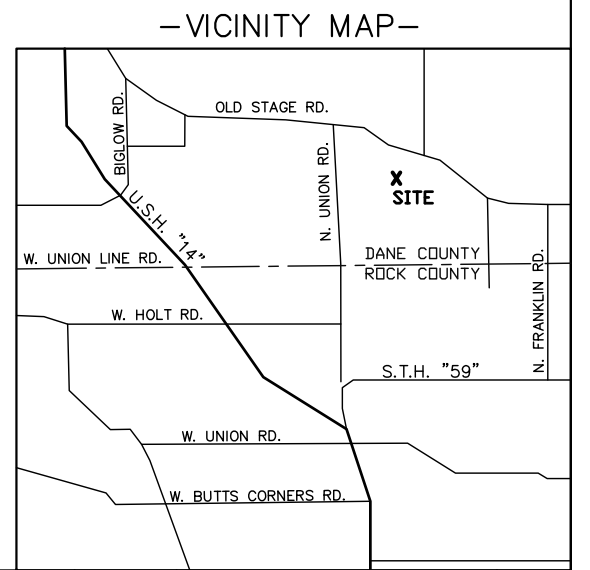 -VICINITY MAP-
OLD STAGE RD.
BIGLOW RD.
N. UNION RD.
X
SITE
U.S.H. "14"
W. UNION LINE RD.
DANE COUNTY
ROCK COUNTY
N. FRANKLIN RD.
W. HOLT RD.
S.T.H. "59"
W. UNION RD.
W. BUTTS CORNERS RD.